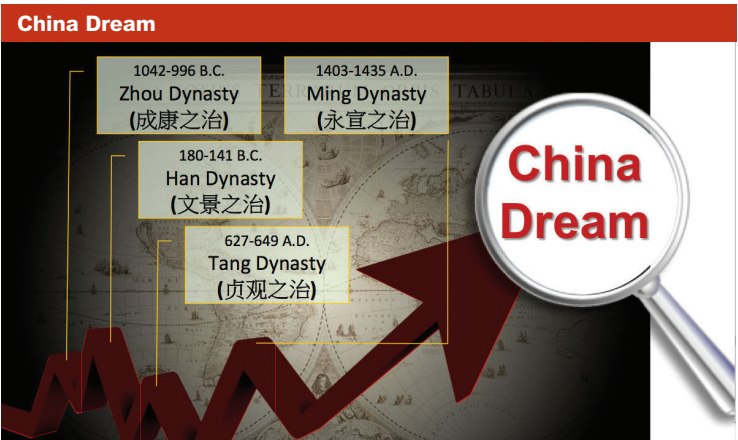 China Dream
1042-996 B.C.
Zhou Dynasty
(成康之治)
1403-1435 A.D.
Ming Dynasty
(永宣之治)
180-141 B.C.
Han Dynasty
(文景之治)
627-649 A.D.
Tang Dynasty
(贞观之治)
China
Dream
TABULA